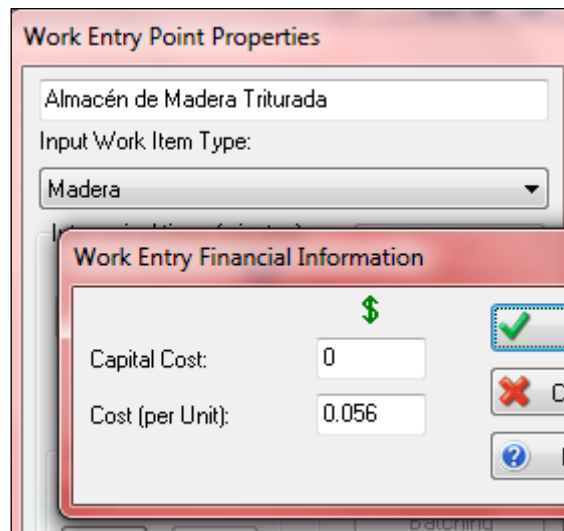 Work Entry Point Properties
Almacén de Madera Triturada
Input Work Item Type:
Madera
Work Entry Financial Information
$
Capital Cost:
0
Cost (per Unit):
0.056
Batching